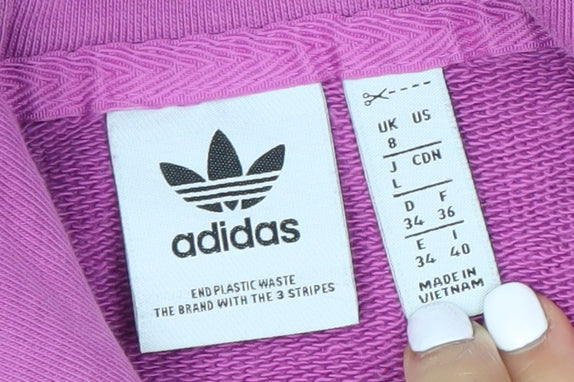 adidas
END PLASTIC WASTE
THE BRAND WITH THE 3 STRIPES
UK US
8
J CDN
L
D F
34 36
E I
34 40
MADE IN
VIETNAM